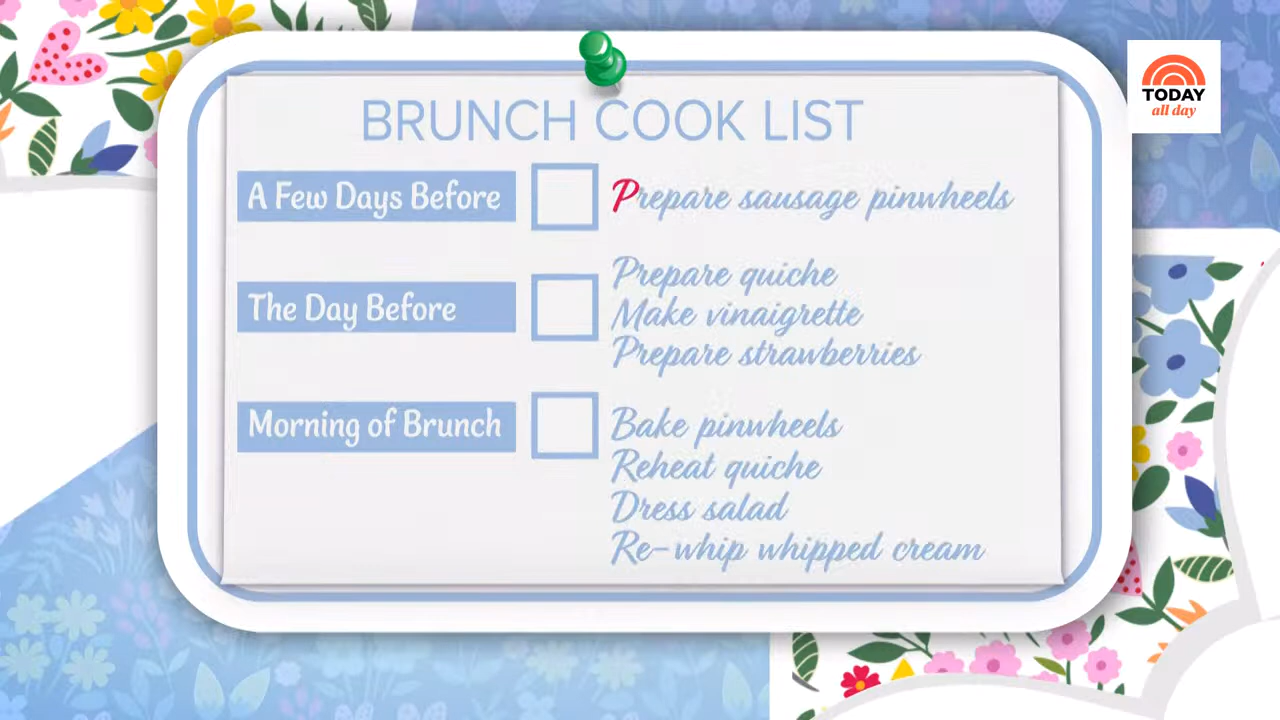 BRUNCH COOK LIST
TODAY
all day
A Few Days Before
Prepare sausage pinwheels
The Day Before
Prepare quiche
Make vinaigrette
Prepare strawberries
Morning of Brunch
Bake pinwheels
Reheat quiche
Dress salad
Re-whip whipped cream